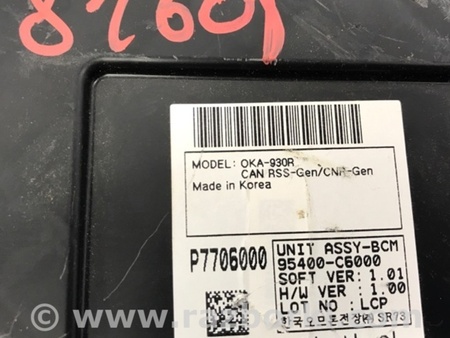 MODEL: OKA-930R
CAN RSS-Gen/CNR-Gen
Made in Korea
P7706000
UNIT ASSY-BCM
95400-C6000
SOFT VER: 1.01
H/W VER : 1.00
LOT NO : LCP
SR73